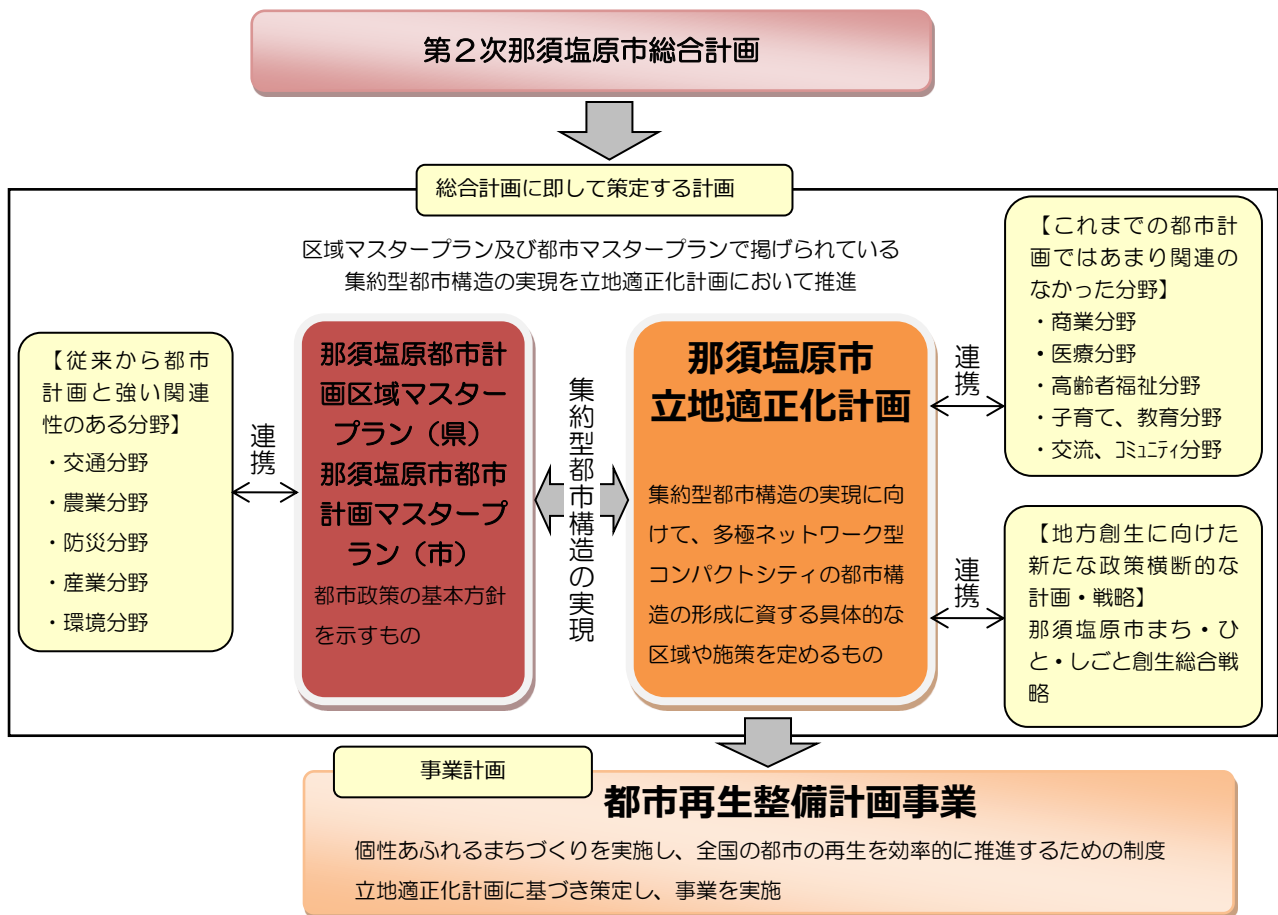 第２次那須塩原市総合計画
総合計画に即して策定する計画
区域マスタープラン及び都市マスタープランで掲げられている
集約型都市構造の実現を立地適正化計画において推進
【従来から都市
計画と強い関連
性のある分野】
・交通分野
・農業分野
・防災分野
・産業分野
・環境分野
連携
那須塩原都市計
画区域マスター
プラン（県）
那須塩原市都市
計画マスタープ
ラン（市）
都市政策の基本方針
を示すもの
集約型都市構造の実現
那須塩原市
立地適正化計画
集約型都市構造の実現に向
けて、多極ネットワーク型
コンパクトシティの都市構
造の形成に資する具体的な
区域や施策を定めるもの
連携
【これまでの都市計
画ではあまり関連の
なかった分野】
・商業分野
・医療分野
・高齢者福祉分野
・子育て、教育分野
・交流、ｺﾐｭﾆﾃｨ分野
連携
【地方創生に向けた
新たな政策横断的な
計画・戦略】
那須塩原市まち・ひ
と・しごと創生総合戦
略
事業計画
都市再生整備計画事業
個性あふれるまちづくりを実施し、全国の都市の再生を効率的に推進するための制度
立地適正化計画に基づき策定し、事業を実施